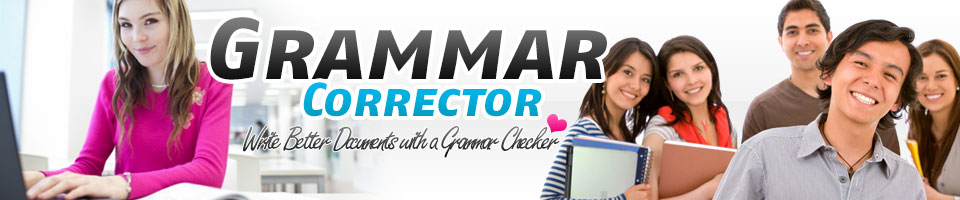 GRAMMAR
CORRECTOR
Write Better Documents with a Grammar Checker